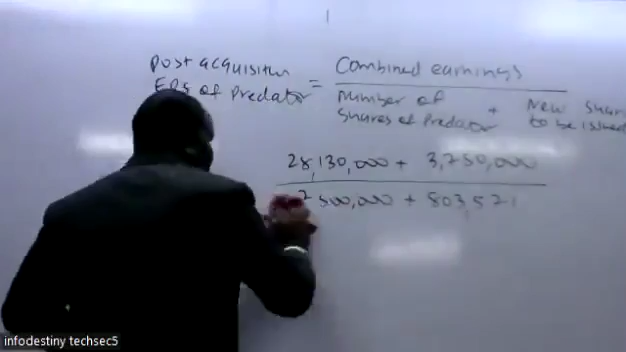 Post acquisition
EPS of Predator = Combined earnings
Number of Shares of Predator + New Shares to be issued
28,130,000 + 3,750,000
500,000 + 803,521
infodestiny techsec5